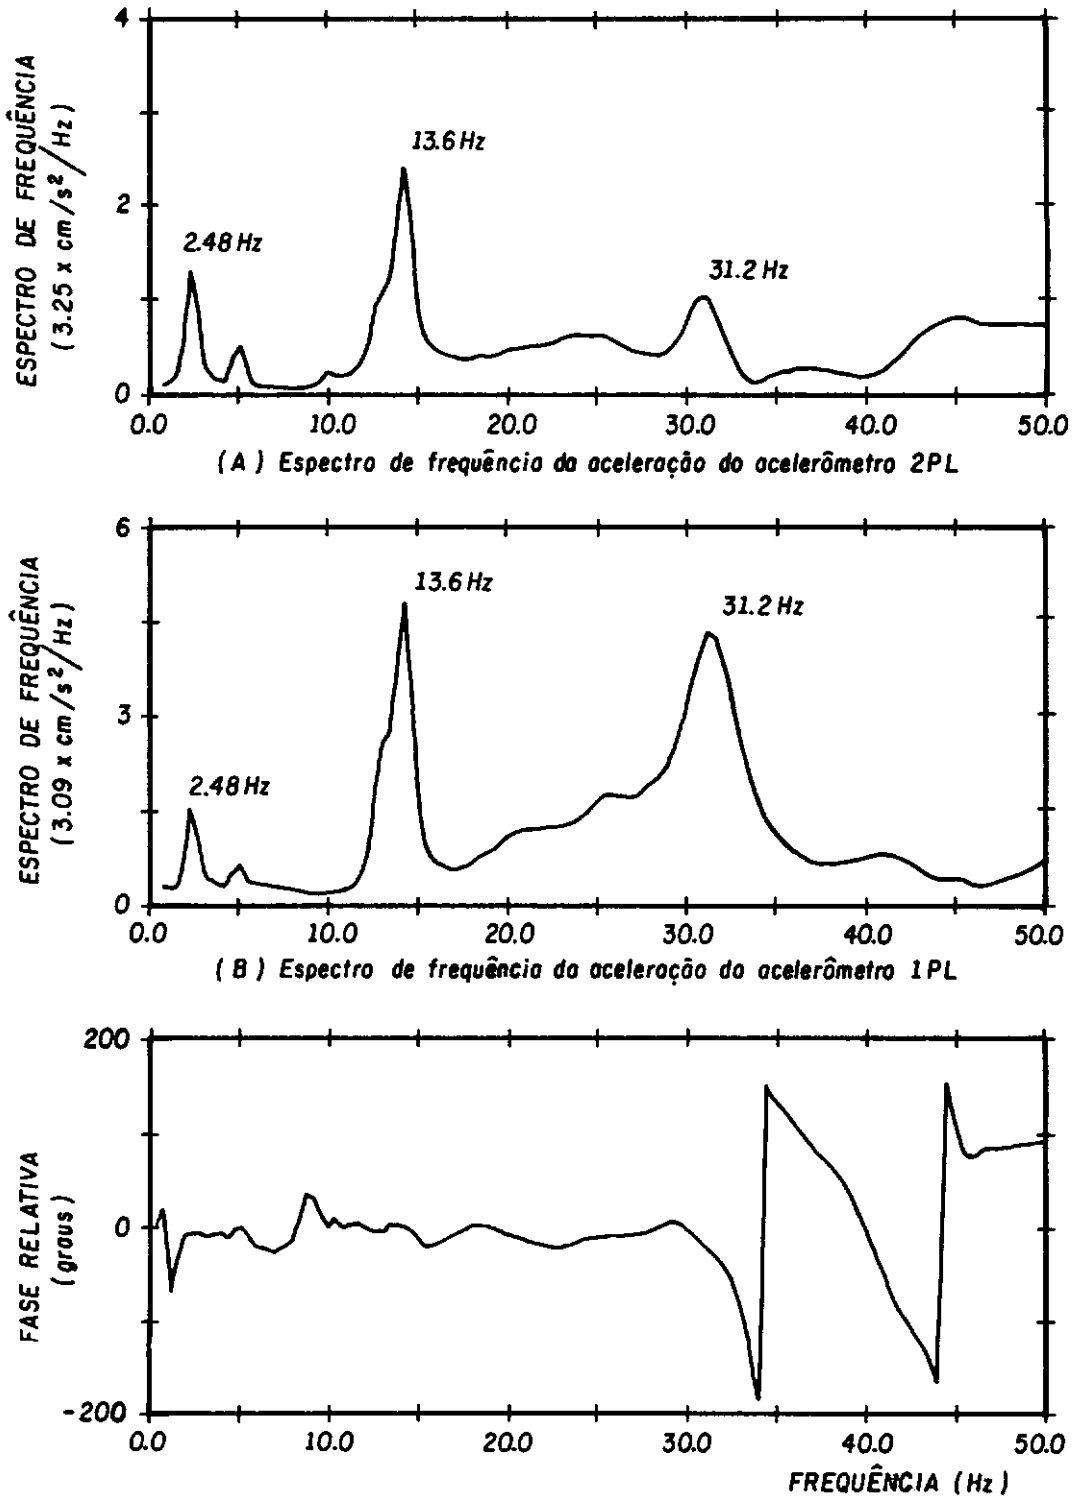 4
ESPECTRO DE FREQUÊNCIA
(3.25 x cm/s²/Hz)
13.6 Hz
2
2.48 Hz
31.2 Hz
0
0.0 10.0 20.0 30.0 40.0 50.0
(A) Espectro de frequência da aceleração do acelerômetro 2PL
6
ESPECTRO DE FREQUÊNCIA
(3.09 x cm/s²/Hz)
13.6 Hz
31.2 Hz
3
2.48 Hz
0
0.0 10.0 20.0 30.0 40.0 50.0
(B) Espectro de frequência da aceleração do acelerômetro 1PL
200
FASE RELATIVA
(graus)
0
-200
0.0 10.0 20.0 30.0 40.0 50.0
FREQUÊNCIA (Hz)